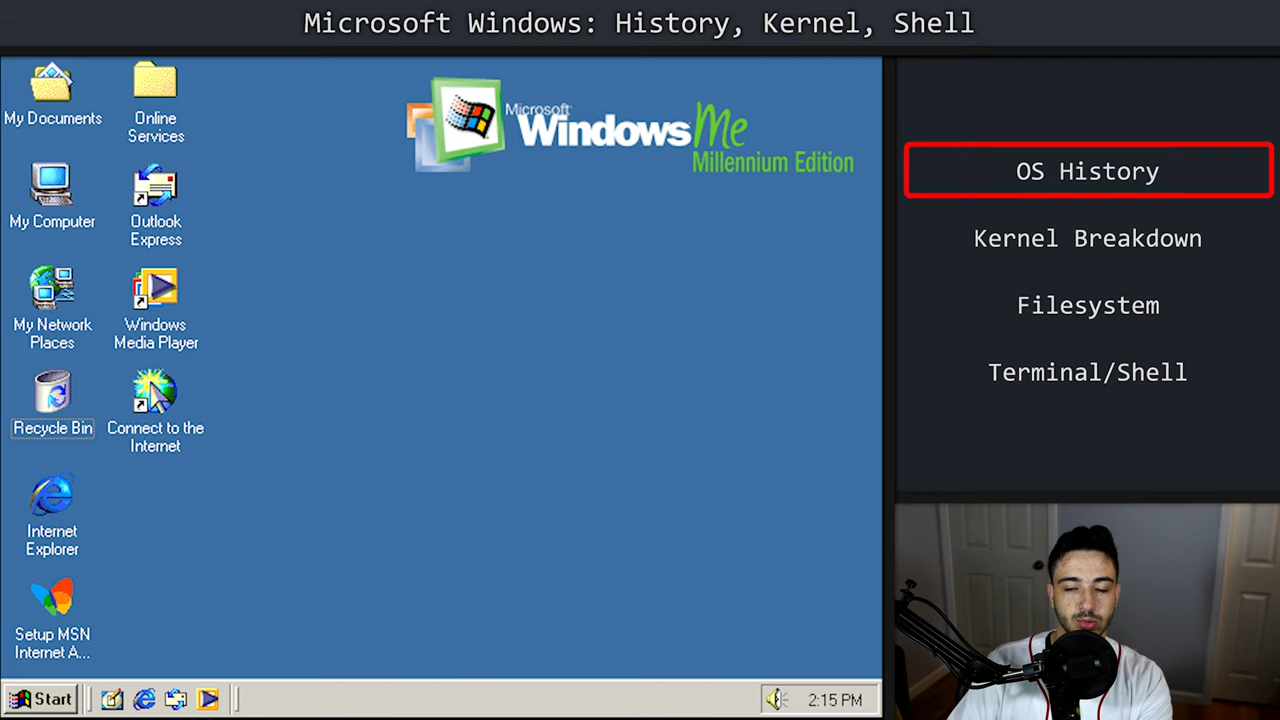 Microsoft Windows: History, Kernel, Shell
My Documents
Online
Services
Microsoft
Windows Me
Millennium Edition
My Computer
Outlook
Express
My Network
Places
Windows
Media Player
Recycle Bin
Connect to the
Internet
Internet
Explorer
Setup MSN
Internet A...
Start
2:15 PM
OS History
Kernel Breakdown
Filesystem
Terminal/Shell